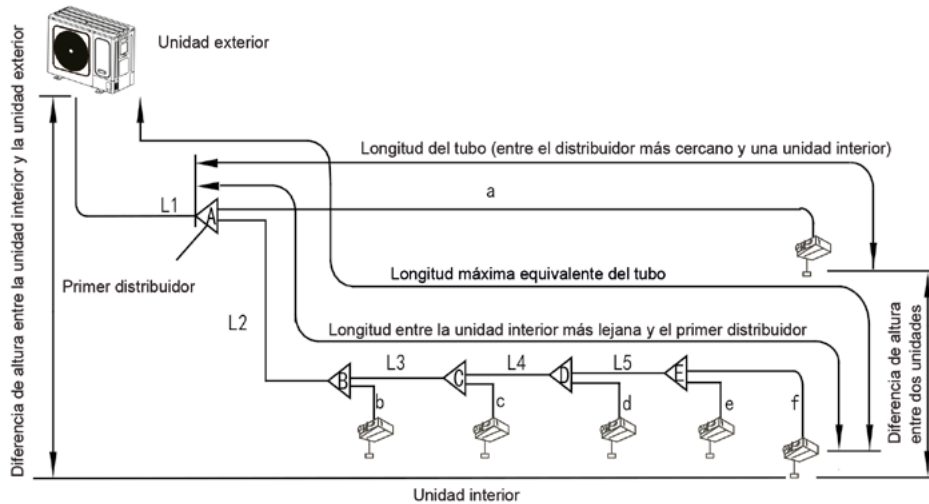 Unidad exterior
Diferencia de altura entre la unidad interior y la unidad exterior
Longitud del tubo (entre el distribuidor más cercano y una unidad interior)
a
L1
A
Primer distribuidor
Longitud máxima equivalente del tubo
L2
Longitud entre la unidad interior más lejana y el primer distribuidor
Diferencia de altura
entre dos unidades
L3
L4
L5
B
C
D
E
b
c
d
e
f
Unidad interior